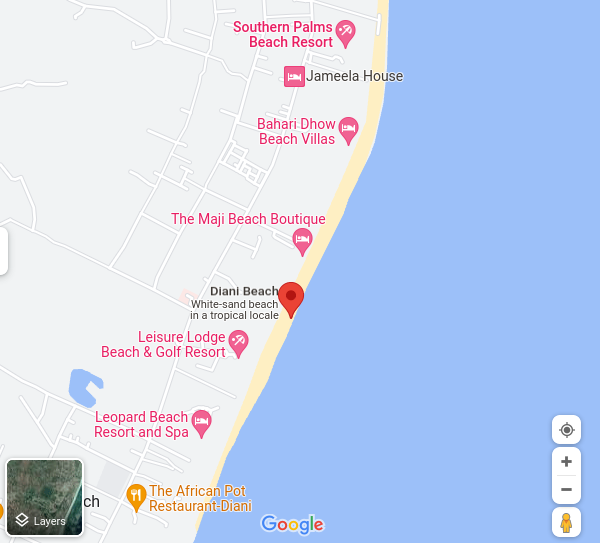 Southern Palms
Beach Resort
Jameela House
Bahari Dhow
Beach Villas
The Maji Beach Boutique
Diani Beach
White-sand beach
in a tropical locale
Leisure Lodge
Beach & Golf Resort
Leopard Beach
Resort and Spa
ch
The African Pot
Restaurant-Diani
Layers
Google